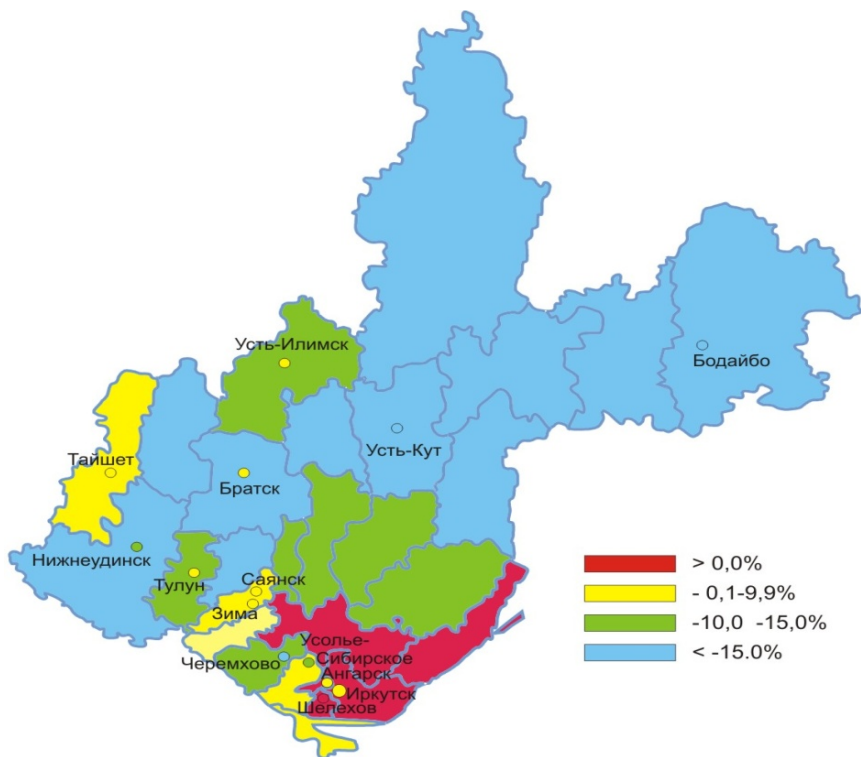 Усть-Илимск
Бодайбо
Усть-Кут
Тайшет
Братск
Нижнеудинск
Тулун
Саянск
Зима
Усолье-
Сибирское
Черемхово
Ангарск
Иркутск
Шелехов
> 0,0%
- 0,1-9,9%
-10,0 -15,0%
< -15.0%